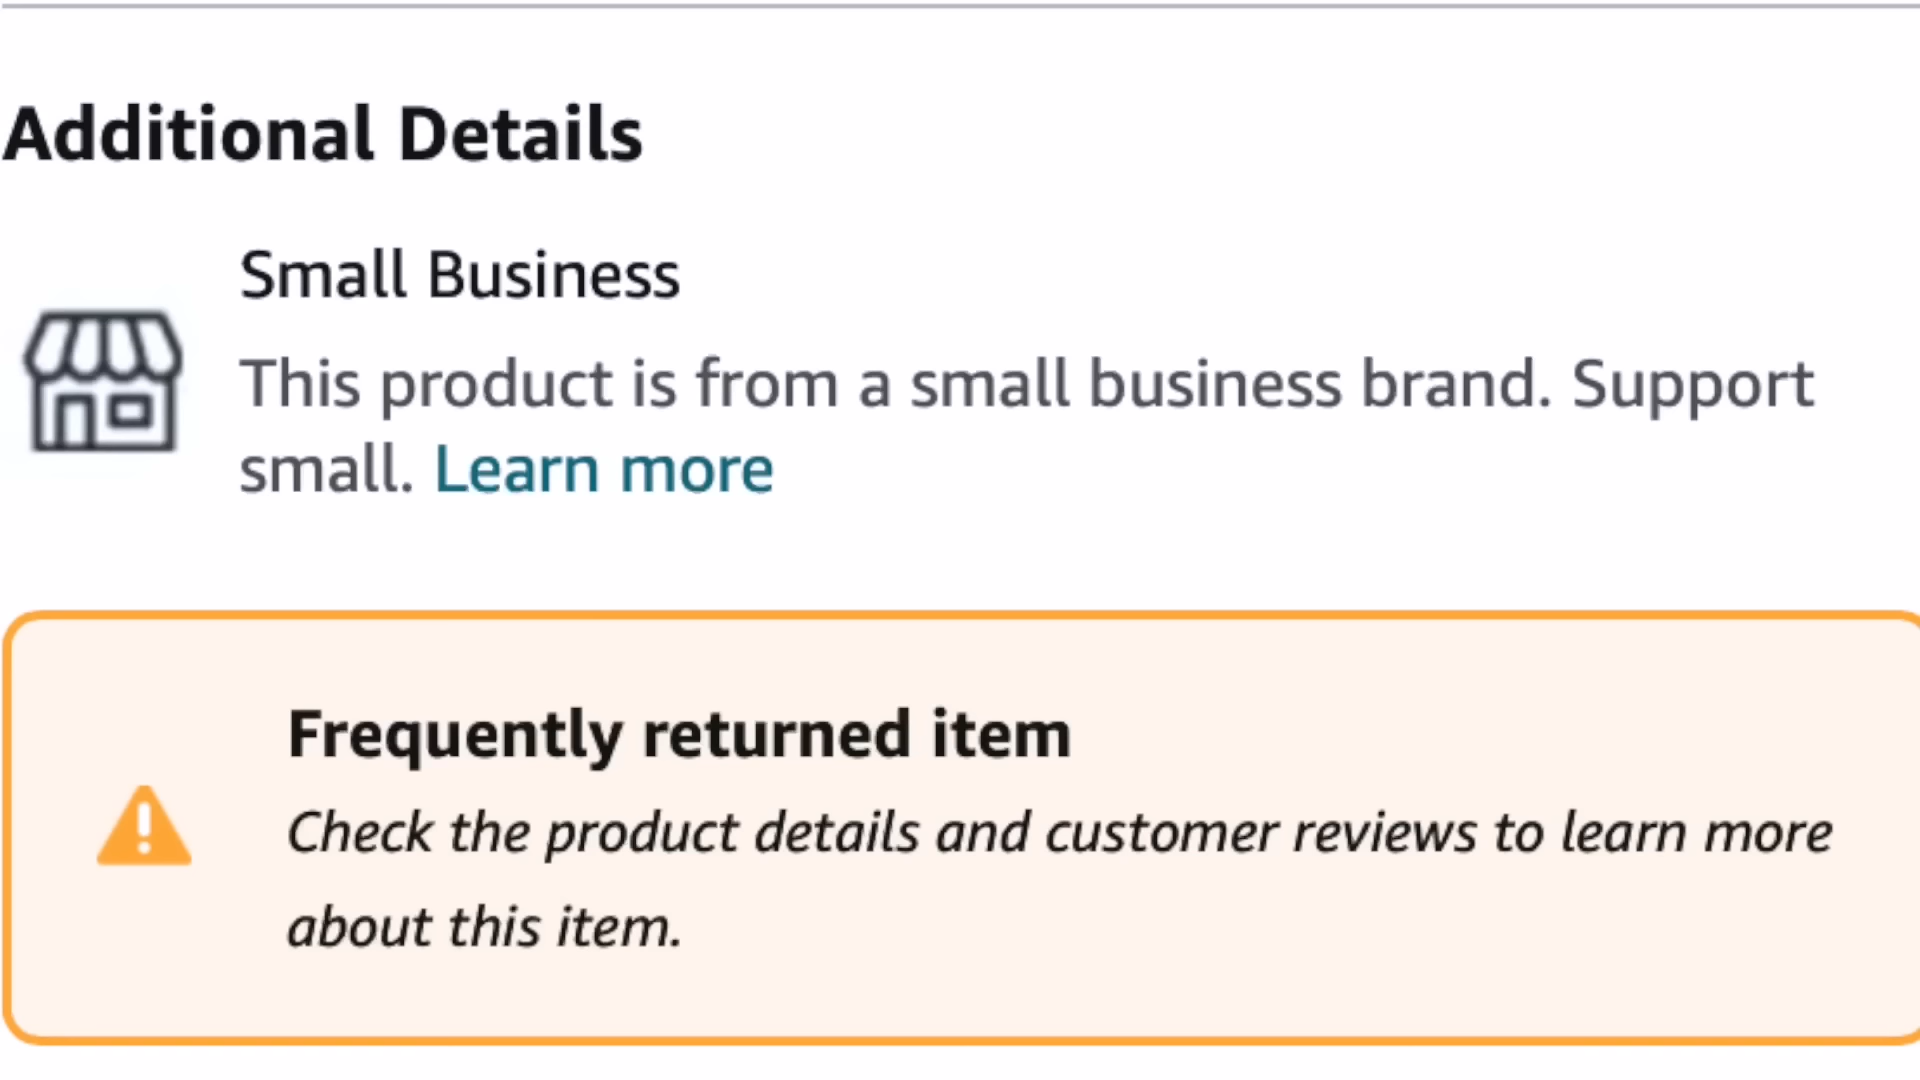 Additional Details
Small Business
This product is from a small business brand. Support
small. Learn more
Frequently returned item
Check the product details and customer reviews to learn more
about this item.